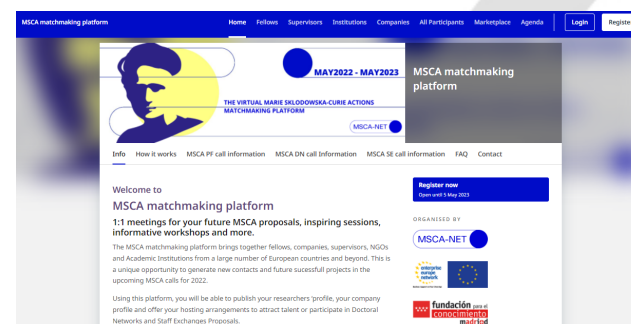 MSCA matchmaking platform
Home Fellows Supervisors Institutions Companies All Participants Marketplace Agenda Login Registe
MAY2022 - MAY2023
THE VIRTUAL MARIE SKLODOWSKA-CURIE ACTIONS
MATCHMAKING PLATFORM
MSCA-NET
MSCA matchmaking
platform
Info How it works MSCA PF call information MSCA DN call Information MSCA SE call information FAQ Contact
Welcome to
MSCA matchmaking platform
1:1 meetings for your future MSCA proposals, inspiring sessions,
informative workshops and more.
The MSCA matchmaking platform brings together fellows, companies, supervisors, NGOs
and Academic Institutions from a large number of European countries and beyond. This is
a unique opportunity to generate new contacts and future sucessfull projects in the
upcoming MSCA calls for 2022.
Using this platform, you will be able to publish your researchers 'profile, your company
profile and offer your hosting arrangements to attract talent or participate in Doctoral
Networks and Staff Exchanges Proposals.
Register now
Open until 5 May 2023
ORGANISED BY
MSCA-NET
enterprise
europe
network
fundación para el
conocimiento
madrid